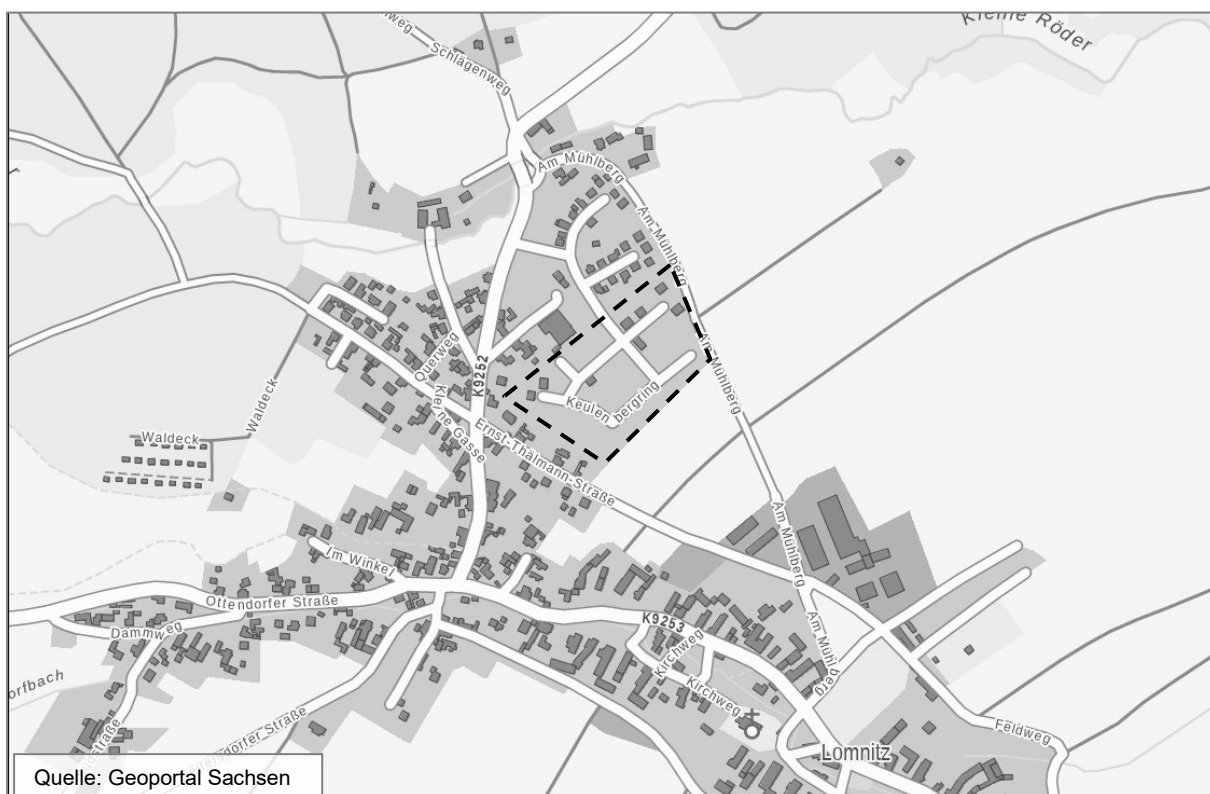 Kleine Röder
Schlägenweg
Am Mühlberg
Am Mühlberg
Am Mühlberg
Am Mühlberg
Am Mühlberg
Querweg
K9252
Kleine Gasse
Keulenbergring
Waldeck
Waldeck
Ernst-Thälmann-Straße
Im Winkel
Ottendorfer Straße
Dammweg
K9253
Kirchweg
Kirchweg
Feldweg
Lomnitz
Quelle: Geoportal Sachsen